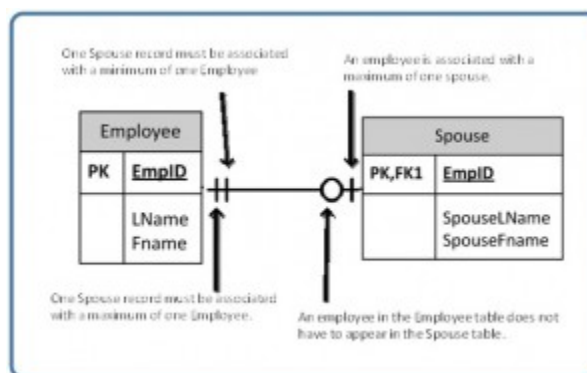 One Spouse record must be associated
with a minimum of one Employee
An employee is associated with a
maximum of one spouse.
Employee
PK EmpID
LName
Fname
Spouse
PK,FK1 EmpID
SpouseLName
SpouseFname
One Spouse record must be associated
with a maximum of one Employee.
An employee in the Employee table does not
have to appear in the Spouse table.